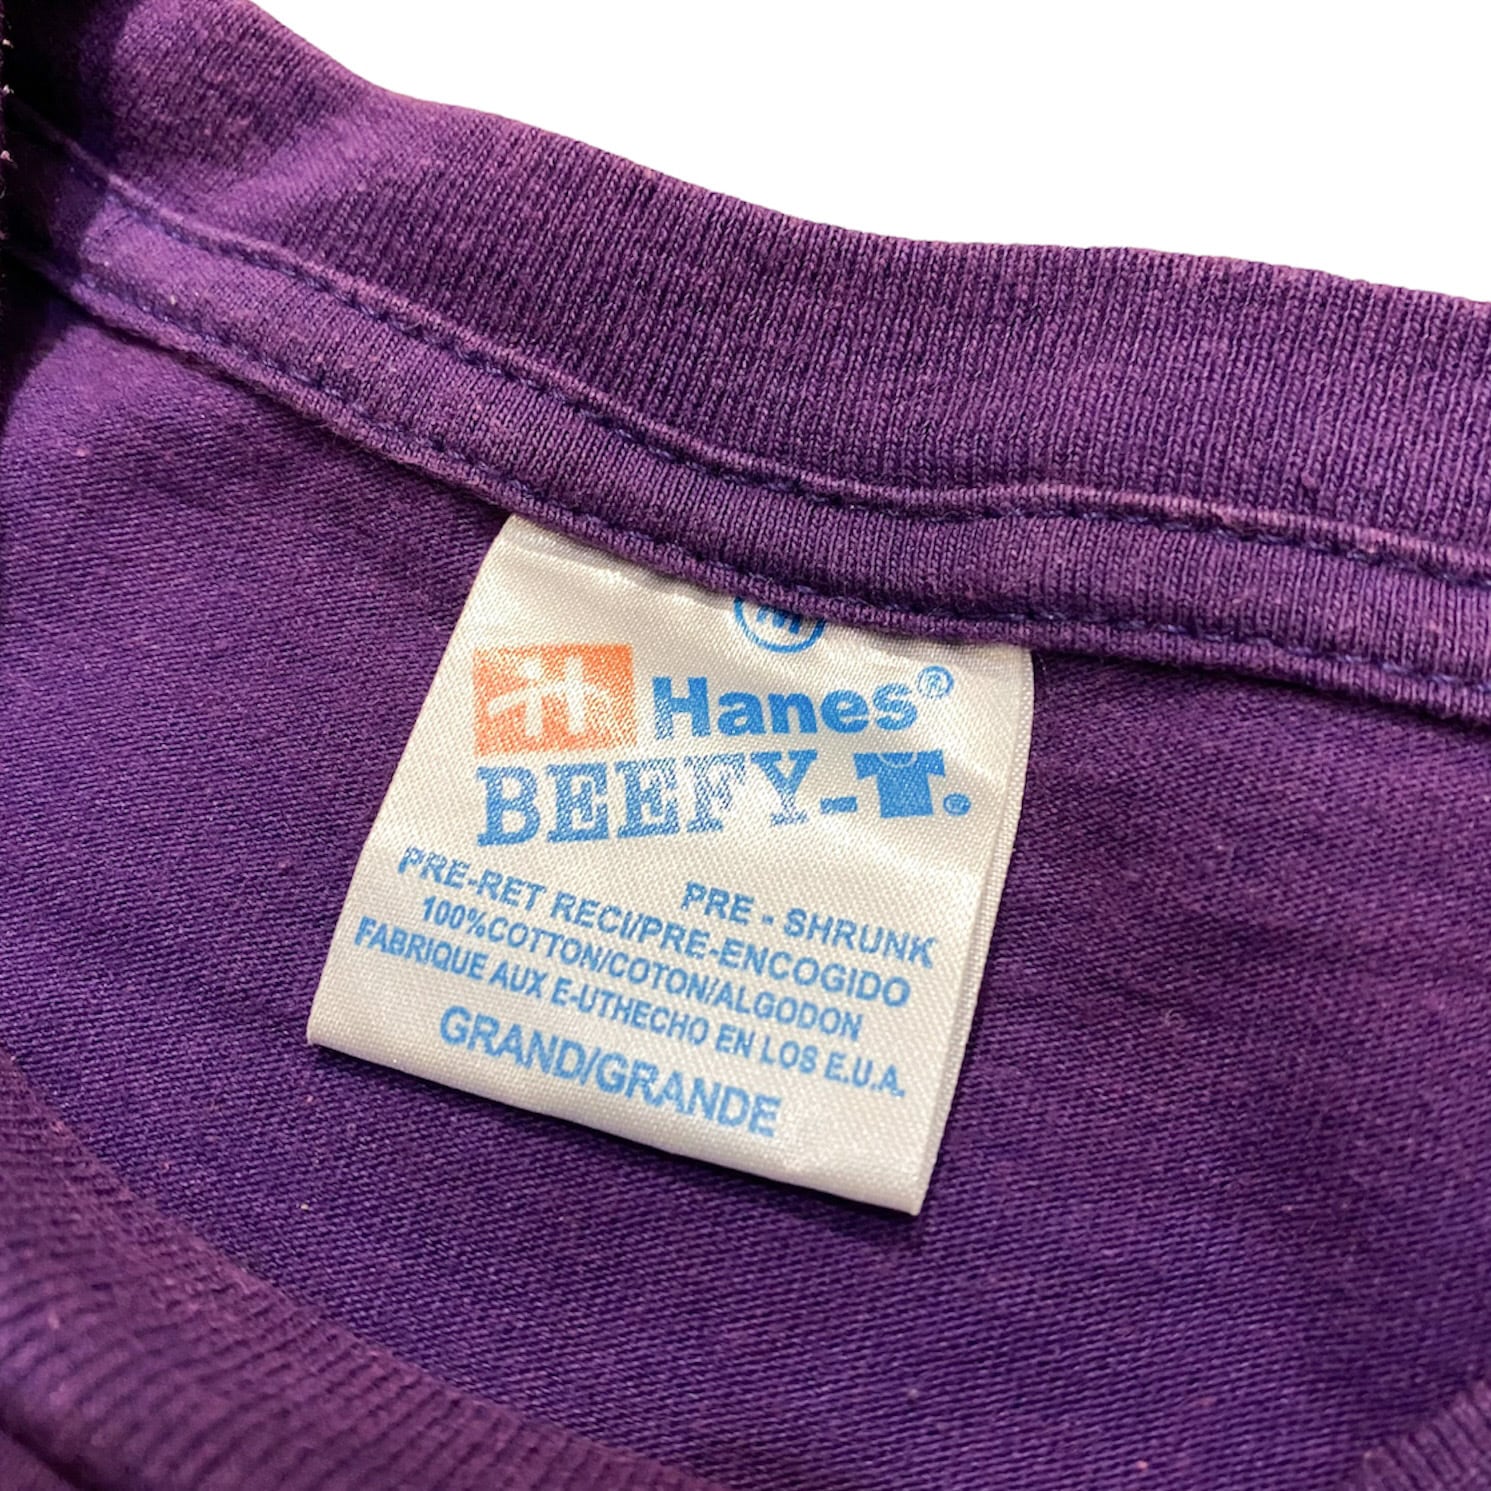 Hanes®
BEEFY-T®
PRE - SHRUNK
PRE-RET RECI/PRE-ENCOGIDO
100%COTTON/COTON/ALGODON
FABRIQUE AUX E-UTHECHO EN LOS E.U.A.
GRAND/GRANDE